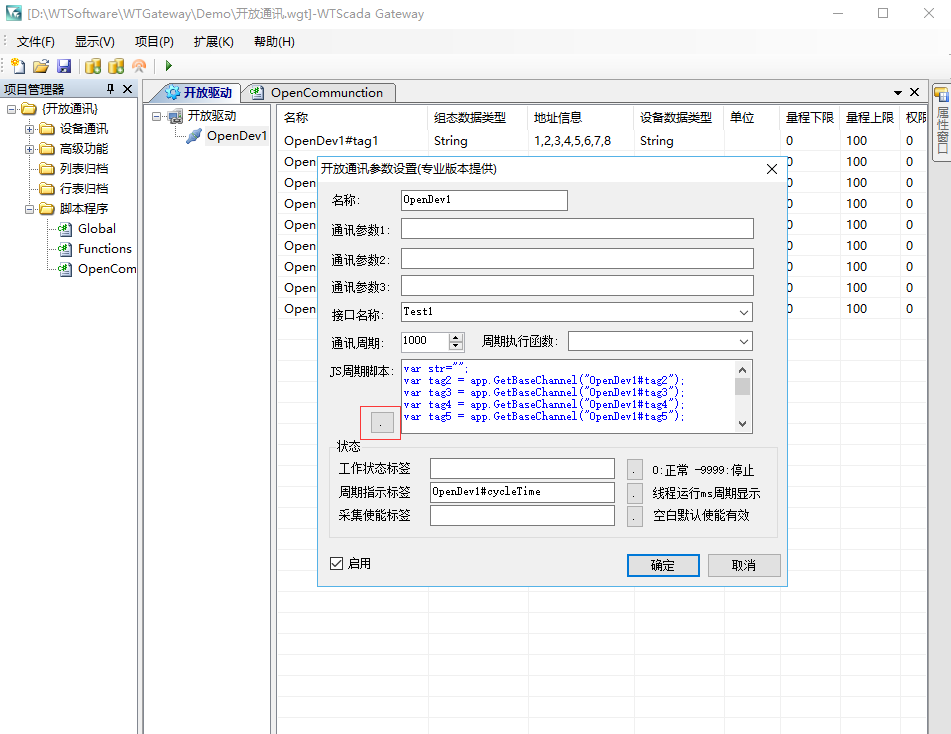 [D:\WTSoftware\WTGateway\Demo\开放通讯.wgt]-WTScada Gateway
文件(F) 显示(V) 项目(P) 扩展(K) 帮助(H)
项目管理器
{开放通讯}
设备通讯
高级功能
列表归档
行表归档
脚本程序
Global
Functions
OpenCom
开放驱动 OpenCommunction
开放驱动
OpenDev1
名称 组态数据类型 地址信息 设备数据类型 单位 量程下限 量程上限 权限
OpenDev1#tag1 String 1,2,3,4,5,6,7,8 String 0 100 0
Open 0 100 0
Open 0 100 0
Open 0 100 0
Open 0 100 0
Open 0 100 0
Open 0 100 0
Open 0 100 0
Open 0 100 0
属性窗口
开放通讯参数设置(专业版本提供)
名称: OpenDev1
通讯参数1:
通讯参数2:
通讯参数3:
接口名称: Test1
通讯周期: 1000 周期执行函数:
JS周期脚本: var str="";
var tag2 = app.GetBaseChannel("OpenDev1#tag2");
var tag3 = app.GetBaseChannel("OpenDev1#tag3");
var tag4 = app.GetBaseChannel("OpenDev1#tag4");
var tag5 = app.GetBaseChannel("OpenDev1#tag5");
.
状态
工作状态标签 . 0:正常 -9999:停止
周期指示标签 OpenDev1#cycleTime . 线程运行ms周期显示
采集使能标签 . 空白默认使能有效
启用 确定 取消